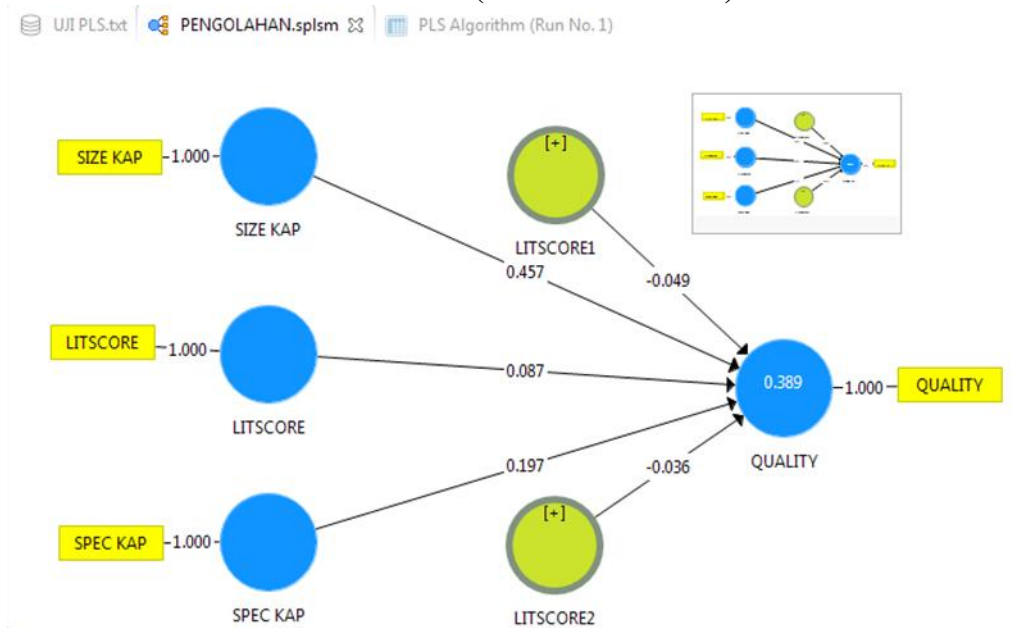 UJI PLS.txt PENGOLAHAN.splsm PLS Algorithm (Run No. 1)
SIZE KAP
1.000
SIZE KAP
[+]
LITSCORE1
0.457
-0.049
LITSCORE
1.000
LITSCORE
0.087
0.389
1.000
QUALITY
QUALITY
0.197
-0.036
SPEC KAP
1.000
SPEC KAP
[+]
LITSCORE2